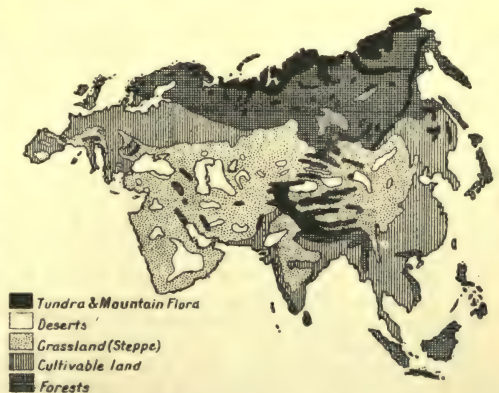 Tundra & Mountain Flora
Deserts
Grassland (Steppe)
Cultivable land
Forests